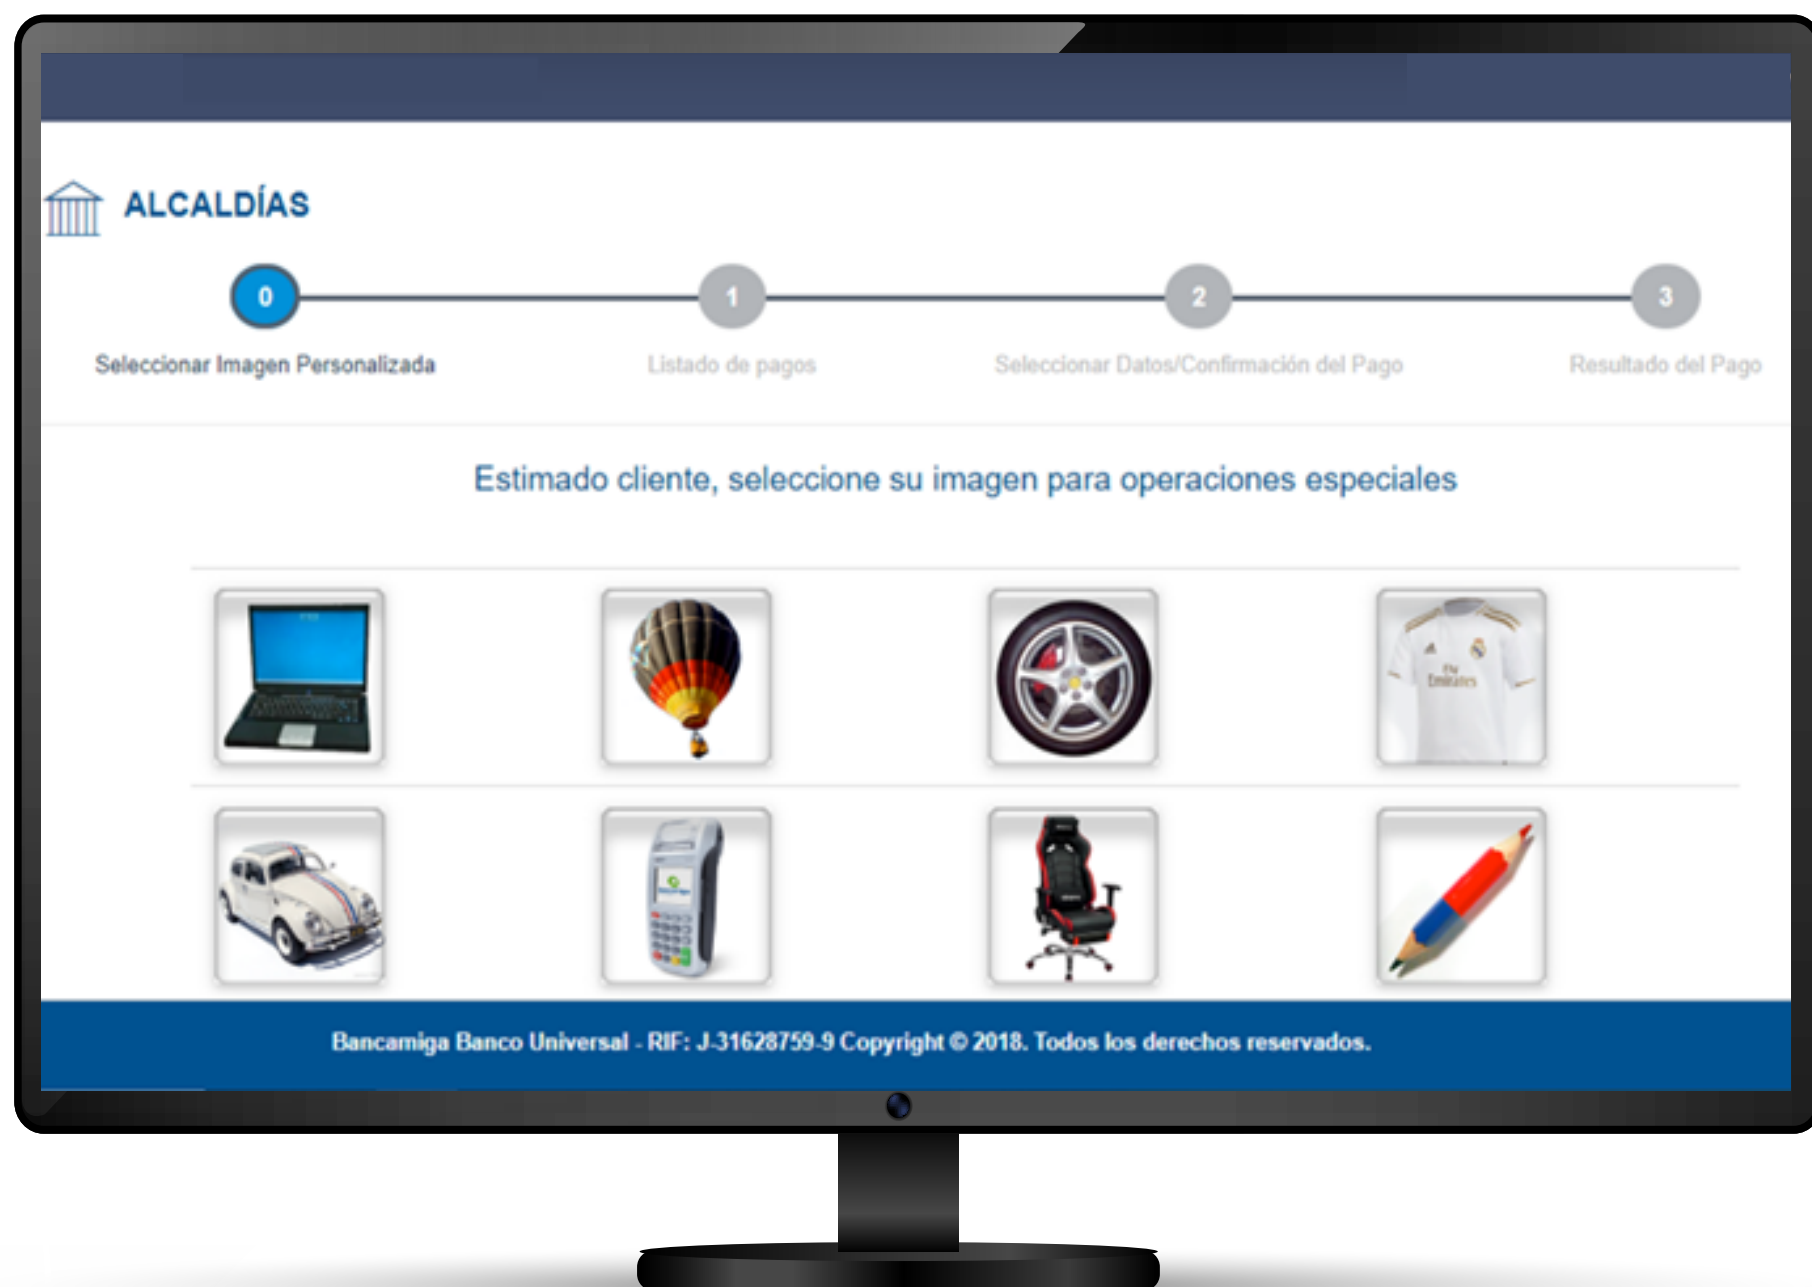 ALCALDÍAS
0 1 2 3
Seleccionar Imagen Personalizada Listado de pagos Seleccionar Datos/Confirmación del Pago Resultado del Pago
Estimado cliente, seleccione su imagen para operaciones especiales
Fly
Emirates
Bancamiga Banco Universal - RIF: J-31628759-9 Copyright © 2018. Todos los derechos reservados.